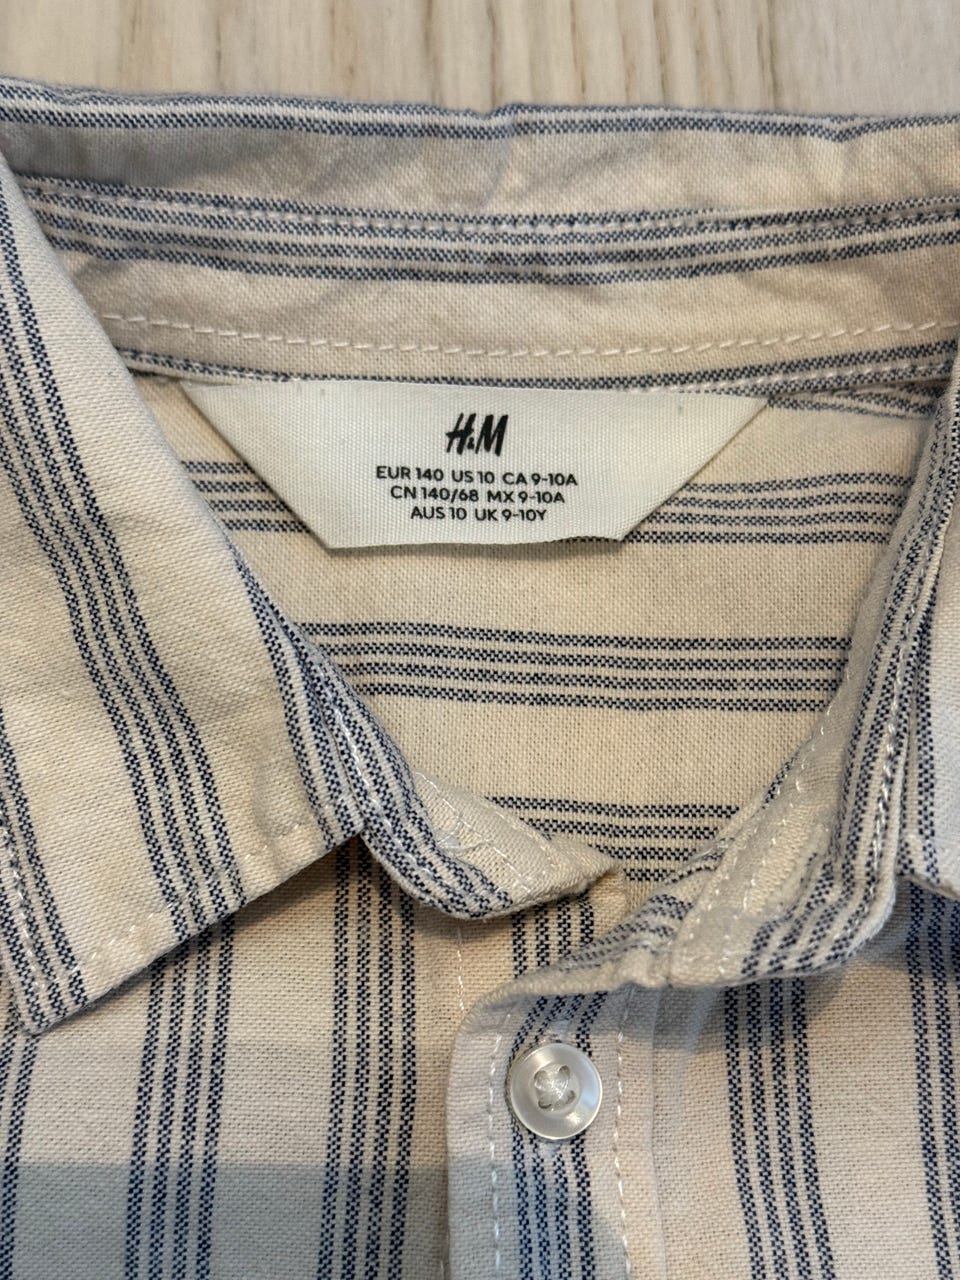 H&M
EUR 140 US 10 CA 9-10A
CN 140/68 MX 9-10A
AUS 10 UK 9-10Y